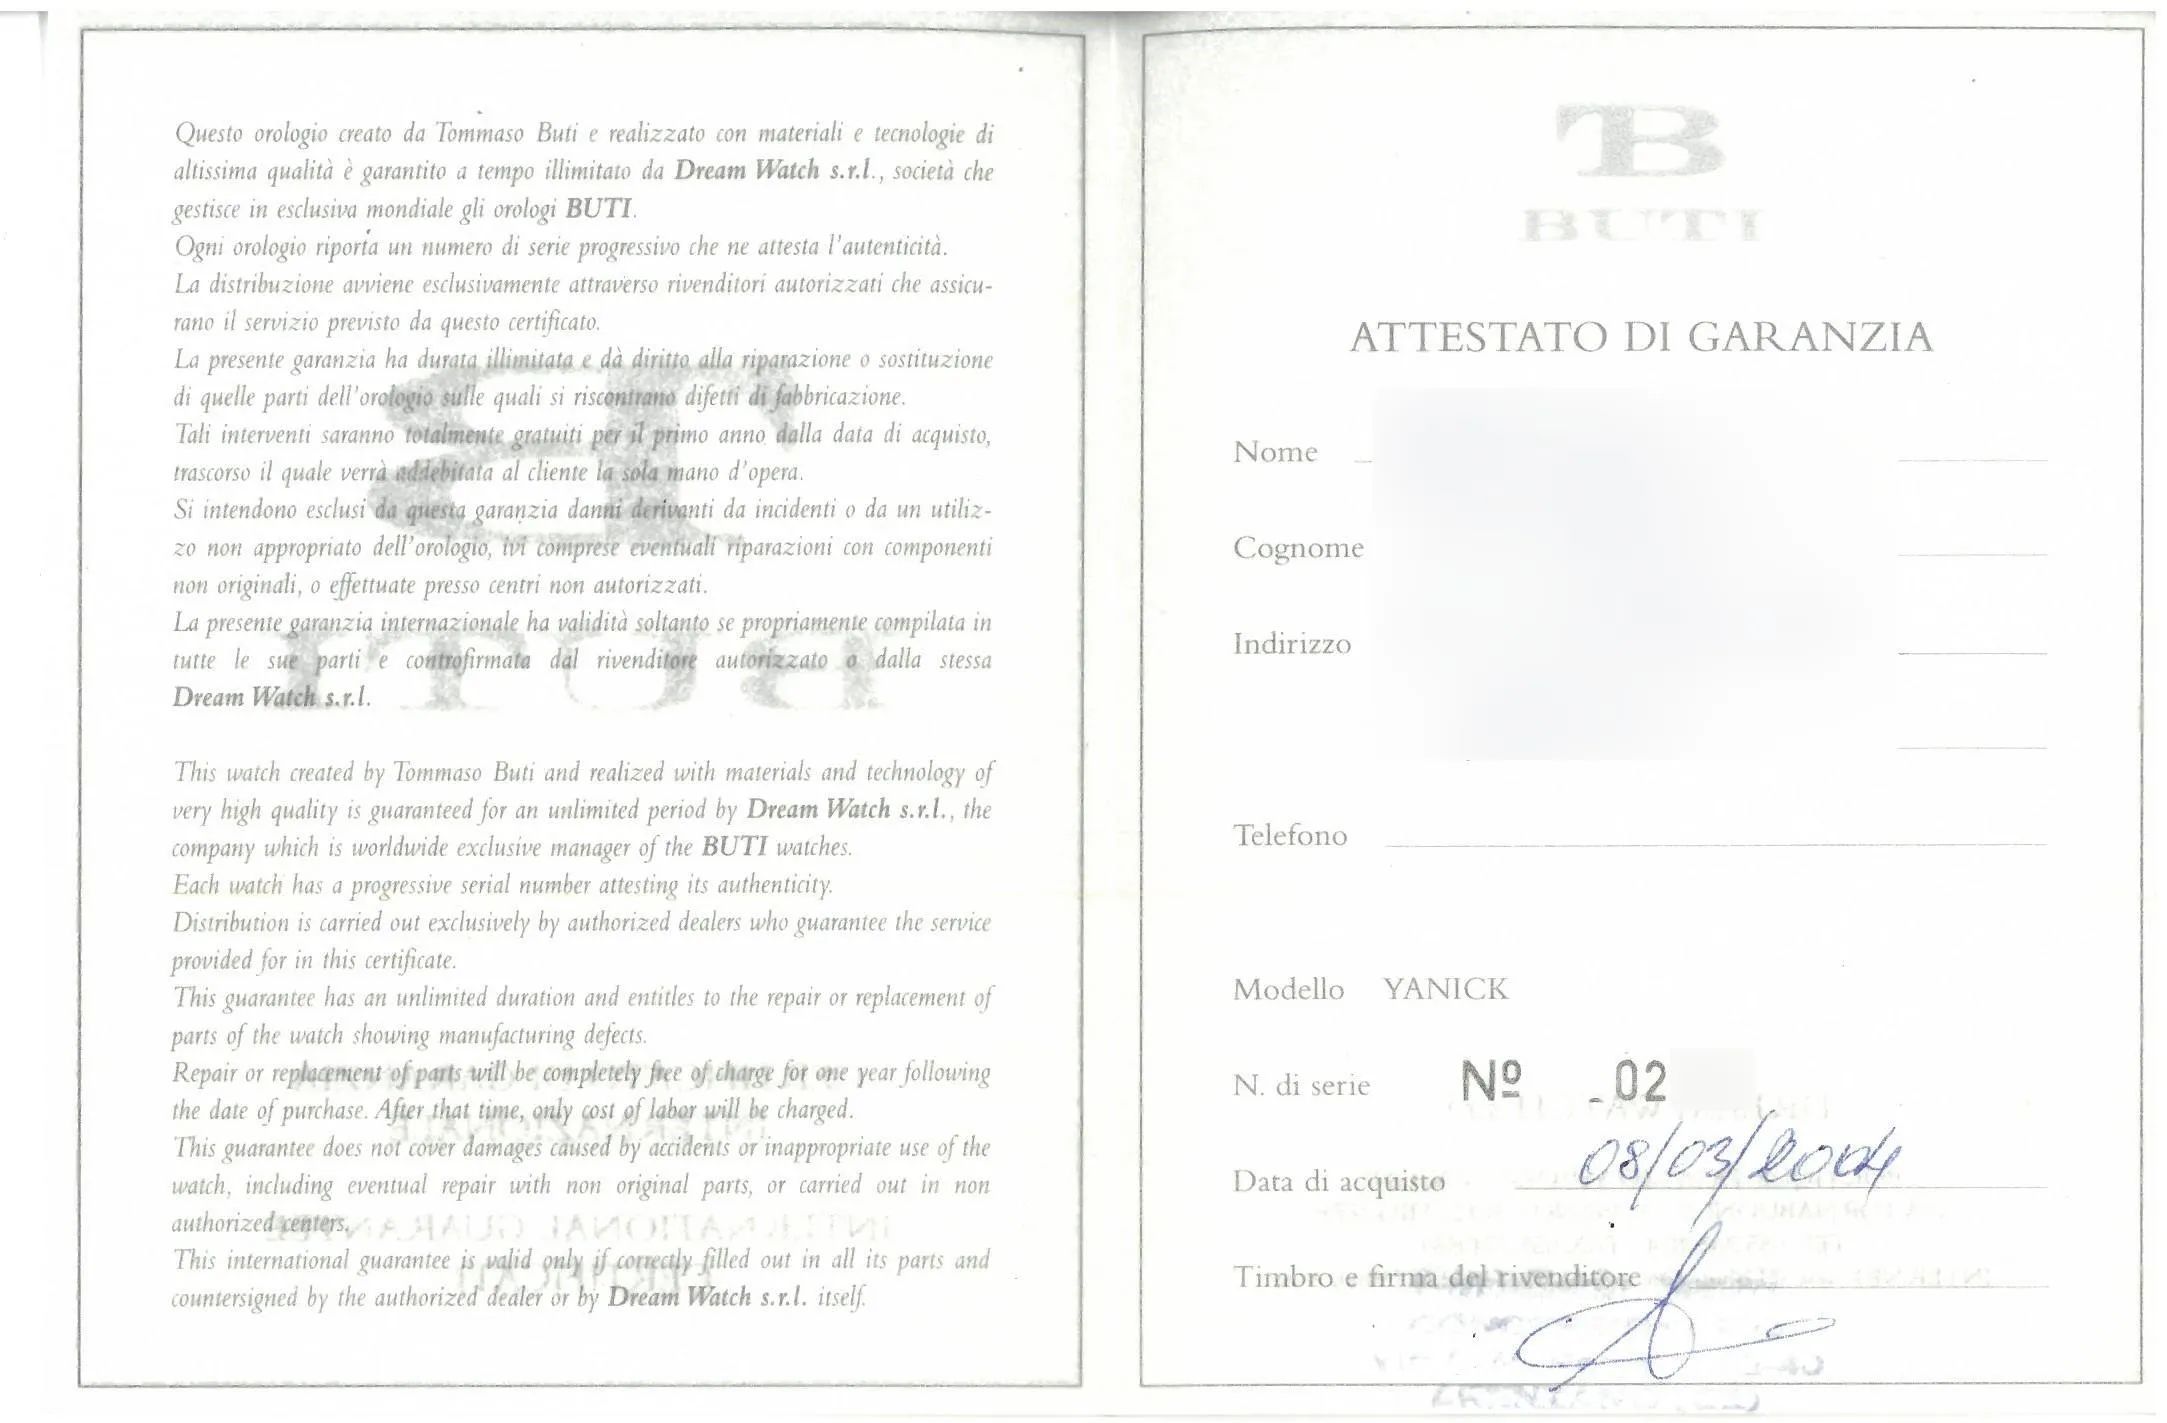 Questo orologio creato da Tommaso Buti e realizzato con materiali e tecnologie di
altissima qualità è garantito a tempo illimitato da Dream Watch s.r.l., società che
gestisce in esclusiva mondiale gli orologi BUTI.
Ogni orologio riporta un numero di serie progressivo che ne attesta l'autenticità.
La distribuzione avviene esclusivamente attraverso rivenditori autorizzati che assicu-
rano il servizio previsto da questo certificato.
La presente garanzia ha durata illimitata e dà diritto alla riparazione o sostituzione
di quelle parti dell'orologio sulle quali si riscontrano difetti di fabbricazione.
Tali interventi saranno totalmente gratuiti per il primo anno dalla data di acquisto,
trascorso il quale verrà addebitata al cliente la sola mano d'opera.
Si intendono esclusi da questa garanzia danni derivanti da incidenti o da un utiliz-
zo non appropriato dell'orologio, ivi comprese eventuali riparazioni con componenti
non originali, o effettuate presso centri non autorizzati.
La presente garanzia internazionale ha validità soltanto se propriamente compilata in
tutte le sue parti e controfirmata dal rivenditore autorizzato o dalla stessa
Dream Watch s.r.l.
This watch created by Tommaso Buti and realized with materials and technology of
very high quality is guaranteed for an unlimited period by Dream Watch s.r.l., the
company which is worldwide exclusive manager of the BUTI watches.
Each watch has a progressive serial number attesting its authenticity.
Distribution is carried out exclusively by authorized dealers who guarantee the service
provided for in this certificate.
This guarantee has an unlimited duration and entitles to the repair or replacement of
parts of the watch showing manufacturing defects.
Repair or replacement of parts will be completely free of charge for one year following
the date of purchase. After that time, only cost of labor will be charged.
This guarantee does not cover damages caused by accidents or inappropriate use of the
watch, including eventual repair with non original parts, or carried out in non
authorized centers.
This international guarantee is valid only if correctly filled out in all its parts and
countersigned by the authorized dealer or by Dream Watch s.r.l. itself.
B
BUTI
ATTESTATO DI GARANZIA
Nome
Cognome
Indirizzo
Telefono
Modello YANICK
N. di serie Nº 02
Data di acquisto 08/03/2004
Timbro e firma del rivenditore